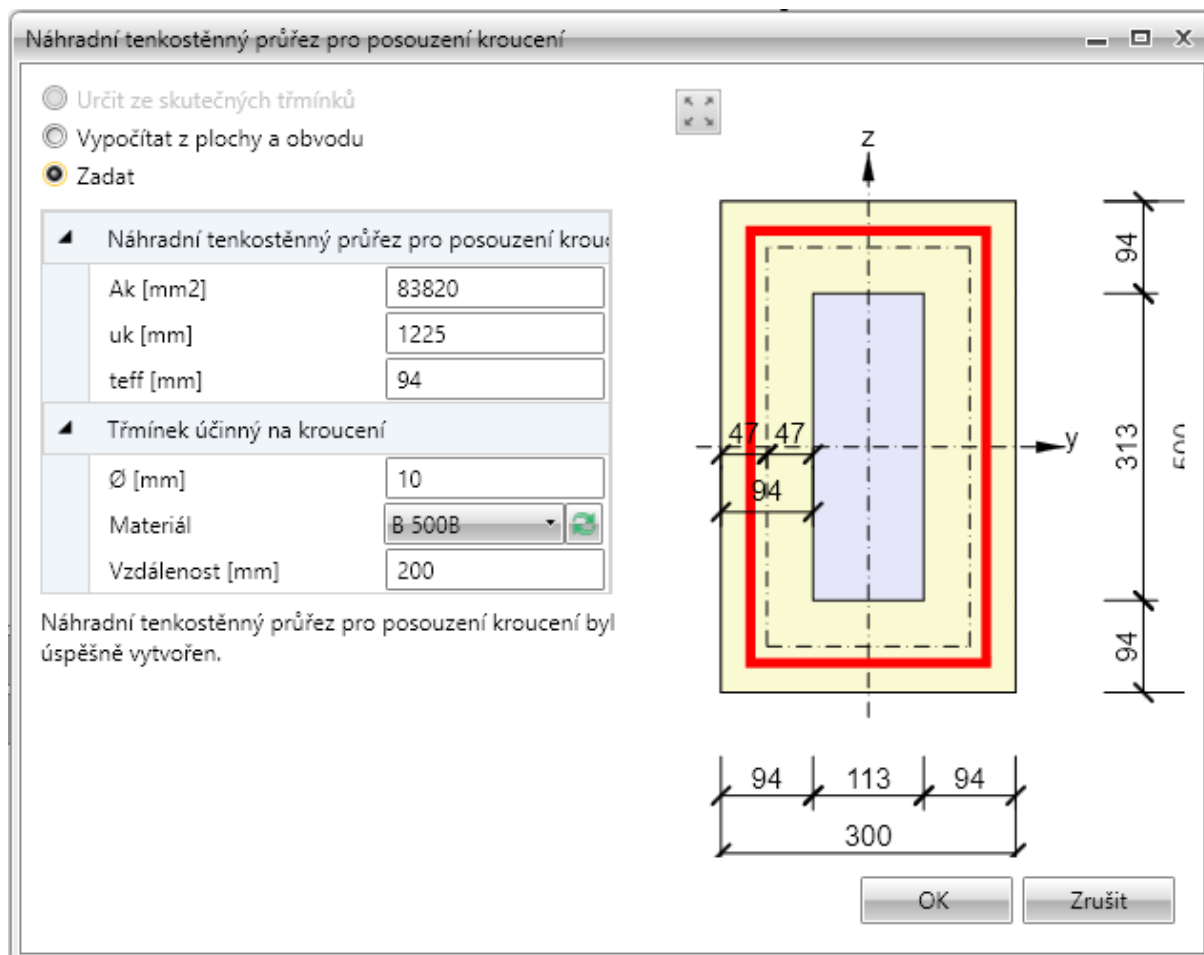 Náhradní tenkostěnný průřez pro posouzení kroucení
Určit ze skutečných třmínků
Vypočítat z plochy a obvodu
Zadat
Náhradní tenkostěnný průřez pro posouzení
Ak [mm2] 83820
uk [mm] 1225
teff [mm] 94
Třmínek účinný na kroucení
Ø [mm] 10
Materiál B 500B
Vzdálenost [mm] 200
Náhradní tenkostěnný průřez pro posouzení kroucení byl
úspěšně vytvořen.
z
94
47 47
y
313
94
94
94 113 94
300
OK Zrušit